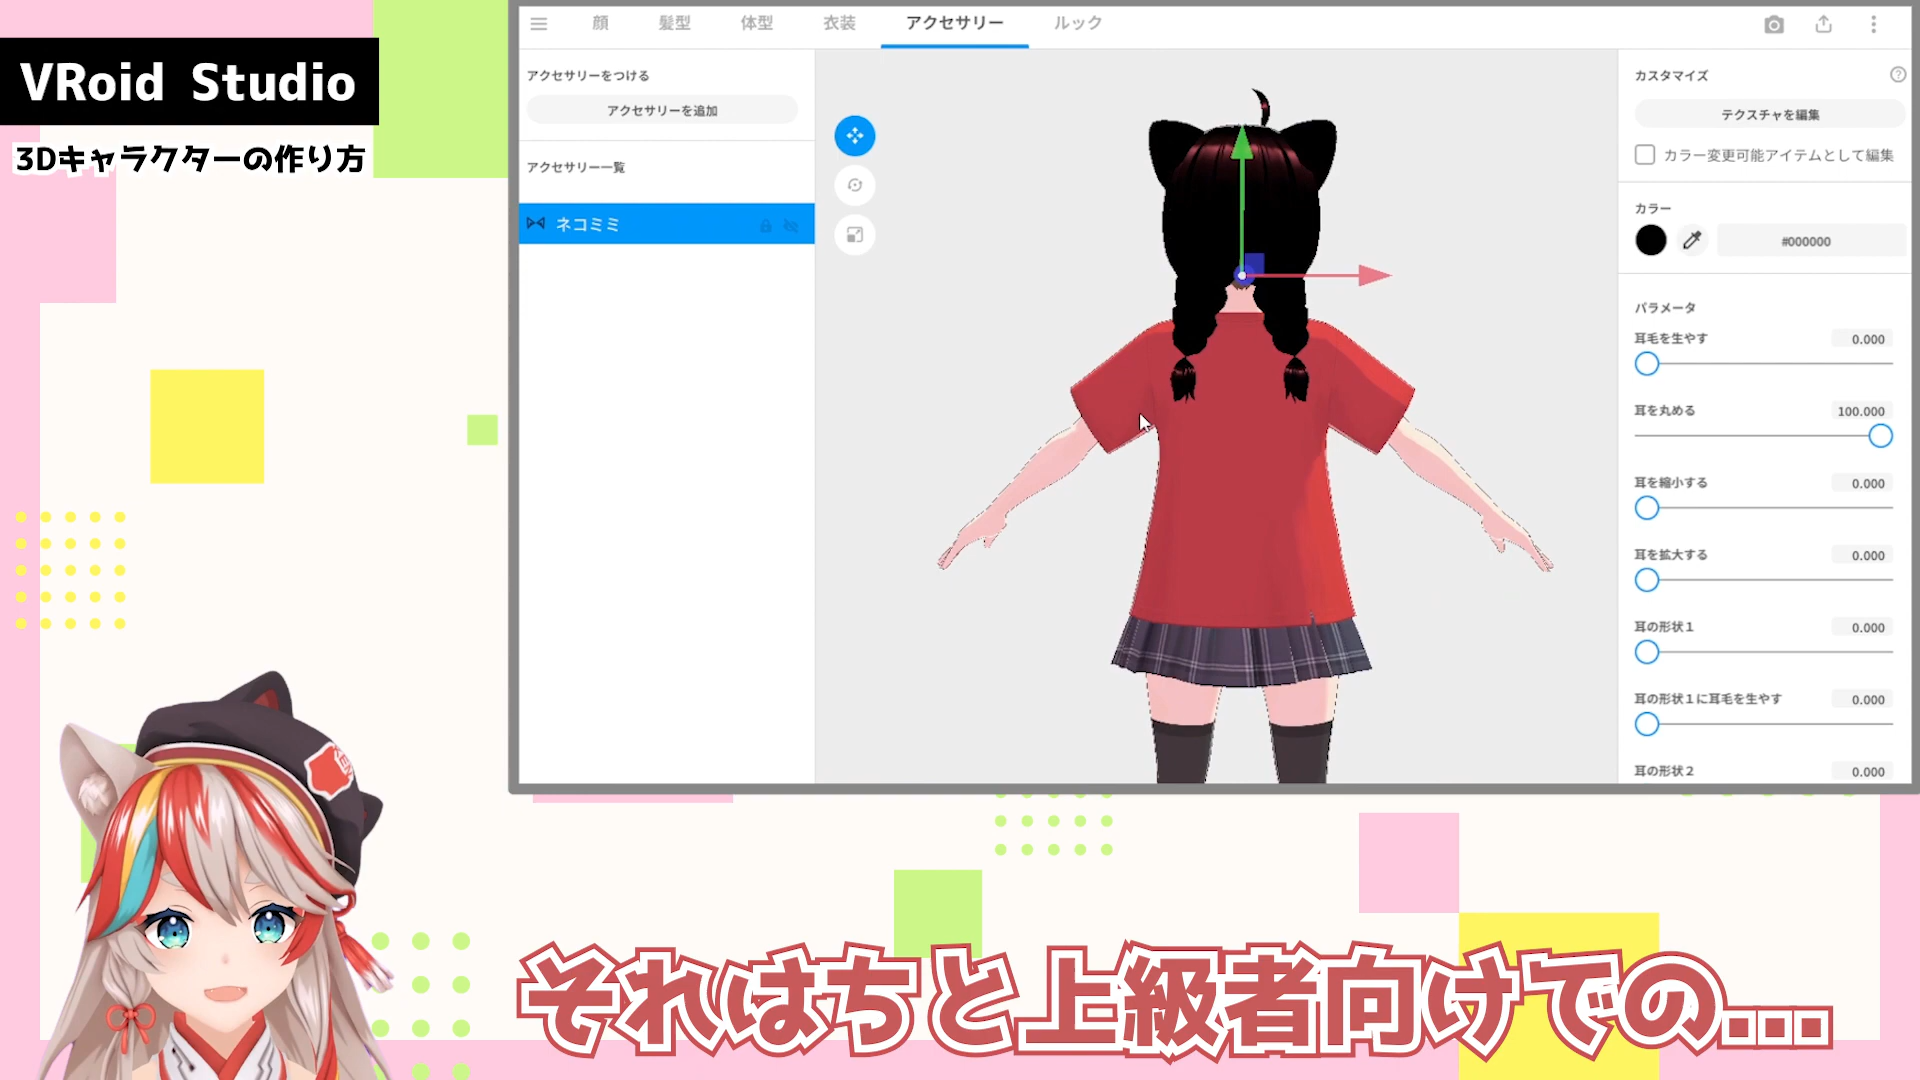 VRoid Studio
3Dキャラクターの作り方
顔 髪型 体型 衣装 アクセサリー ルック
アクセサリーをつける
アクセサリーを追加
アクセサリー一覧
ネコミミ
カスタマイズ
テクスチャを編集
カラー変更可能アイテムとして編集
カラー
#000000
パラメータ
耳毛を生やす 0.000
耳を丸める 100.000
耳を縮小する 0.000
耳を拡大する 0.000
耳の形状1 0.000
耳の形状1に耳毛を生やす 0.000
耳の形状2 0.000
それはちと上級者向けでの...